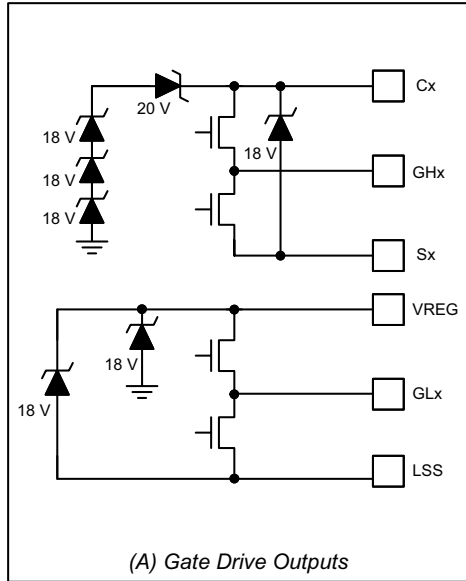 Cx
20 V
18 V
18 V
18 V
18 V
GHx
Sx
VREG
18 V
18 V
GLx
LSS
(A) Gate Drive Outputs